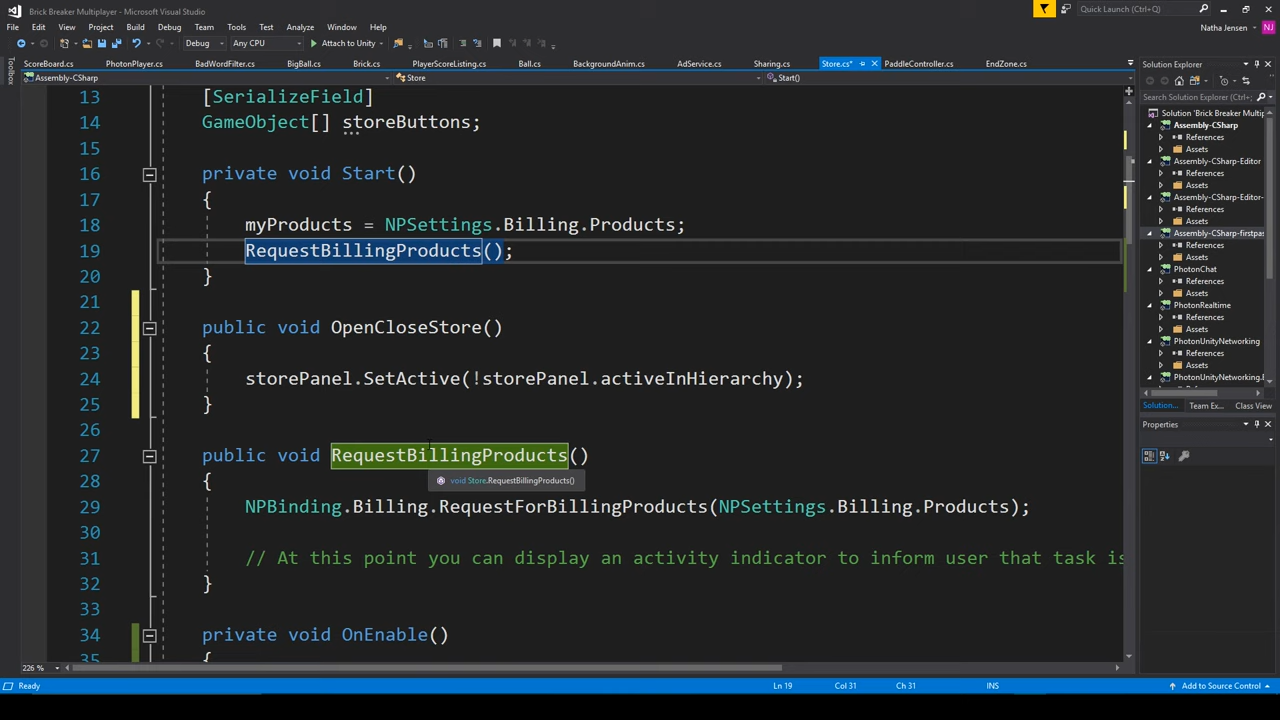 Brick Breaker Multiplayer - Microsoft Visual Studio
Quick Launch (Ctrl+Q)
File Edit View Project Build Debug Team Tools Test Analyze Window Help
Natha Jensen NJ
Debug Any CPU Attach to Unity
Toolbox
ScoreBoard.cs PhotonPlayer.cs BadWordFilter.cs BigBall.cs Brick.cs PlayerScoreListing.cs Ball.cs BackgroundAnim.cs AdService.cs Sharing.cs Store.cs* PaddleController.cs EndZone.cs
Assembly-CSharp Store Start()
13 [SerializeField]
14 GameObject[] storeButtons;
15
16 private void Start()
17 {
18 myProducts = NPSettings.Billing.Products;
19 RequestBillingProducts();
20 }
21
22 public void OpenCloseStore()
23 {
24 storePanel.SetActive(!storePanel.activeInHierarchy);
25 }
26
27 public void RequestBillingProducts()
void Store.RequestBillingProducts()
28 {
29 NPBinding.Billing.RequestForBillingProducts(NPSettings.Billing.Products);
30
31 // At this point you can display an activity indicator to inform user that task is
32 }
33
34 private void OnEnable()
35 {
226 %
Solution Explorer
Search Solution Explorer (Ctrl+
Solution 'Brick Breaker Multip
Assembly-CSharp
References
Assets
Assembly-CSharp-Editor
References
Assets
Assembly-CSharp-Editor-
References
Assets
Assembly-CSharp-firstpas
References
Assets
PhotonChat
References
Assets
PhotonRealtime
References
Assets
PhotonUnityNetworking
References
Assets
PhotonUnityNetworking.E
References
Assets
Solution... Team Ex... Class View
Properties
Ready Ln 19 Col 31 Ch 31 INS Add to Source Control